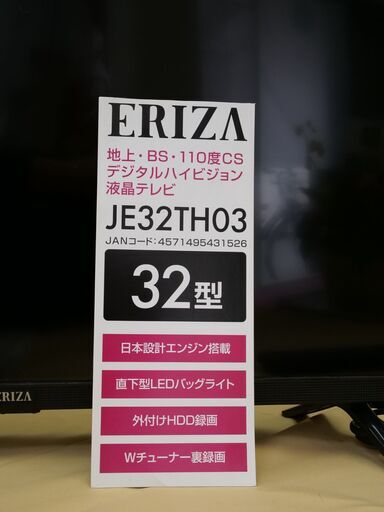 ERIZA
地上・BS・110度CS
デジタルハイビジョン
液晶テレビ
JE32TH03
JANコード:4571495431526
32型
日本設計エンジン搭載
直下型LEDバッグライト
外付けHDD録画
Wチューナー裏録画
ERIZA